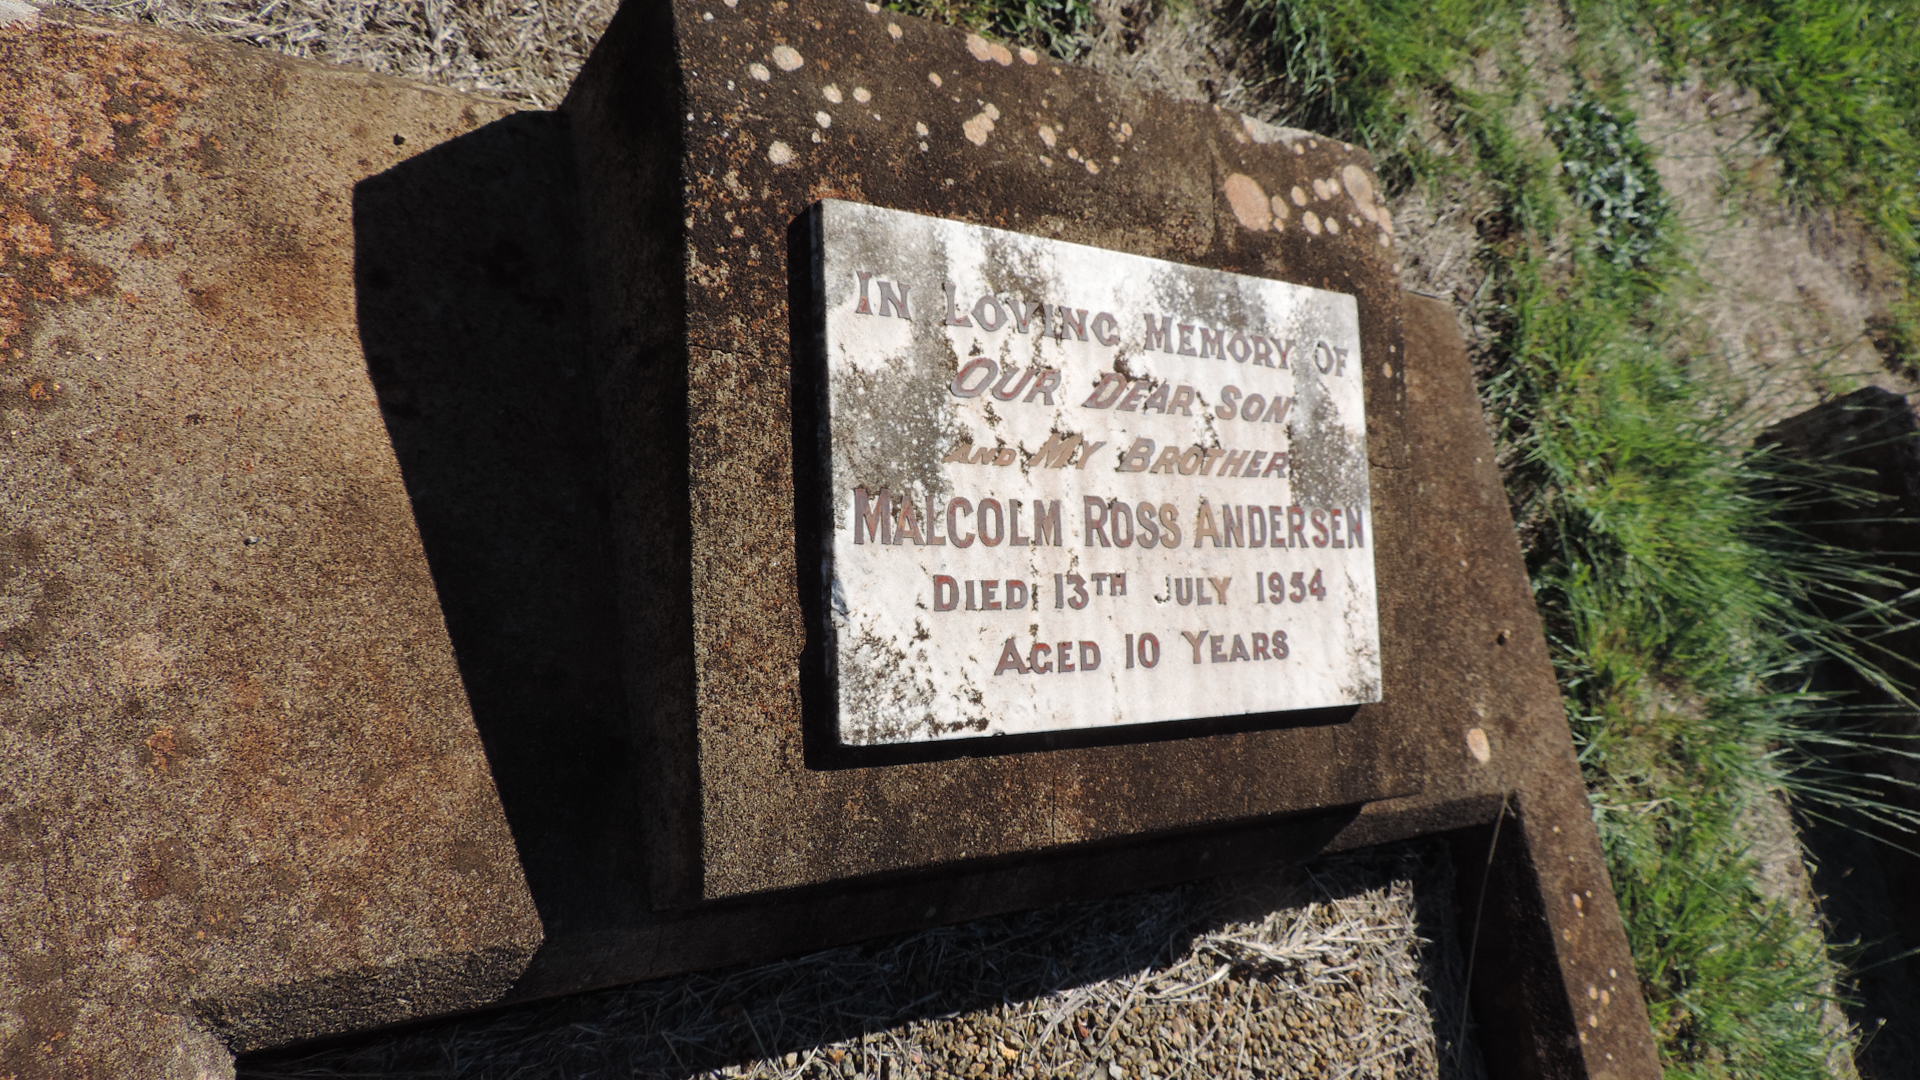 IN LOVING MEMORY OF
OUR DEAR SON
AND MY BROTHER
MALCOLM ROSS ANDERSEN
DIED 13TH JULY 1954
AGED 10 YEARS